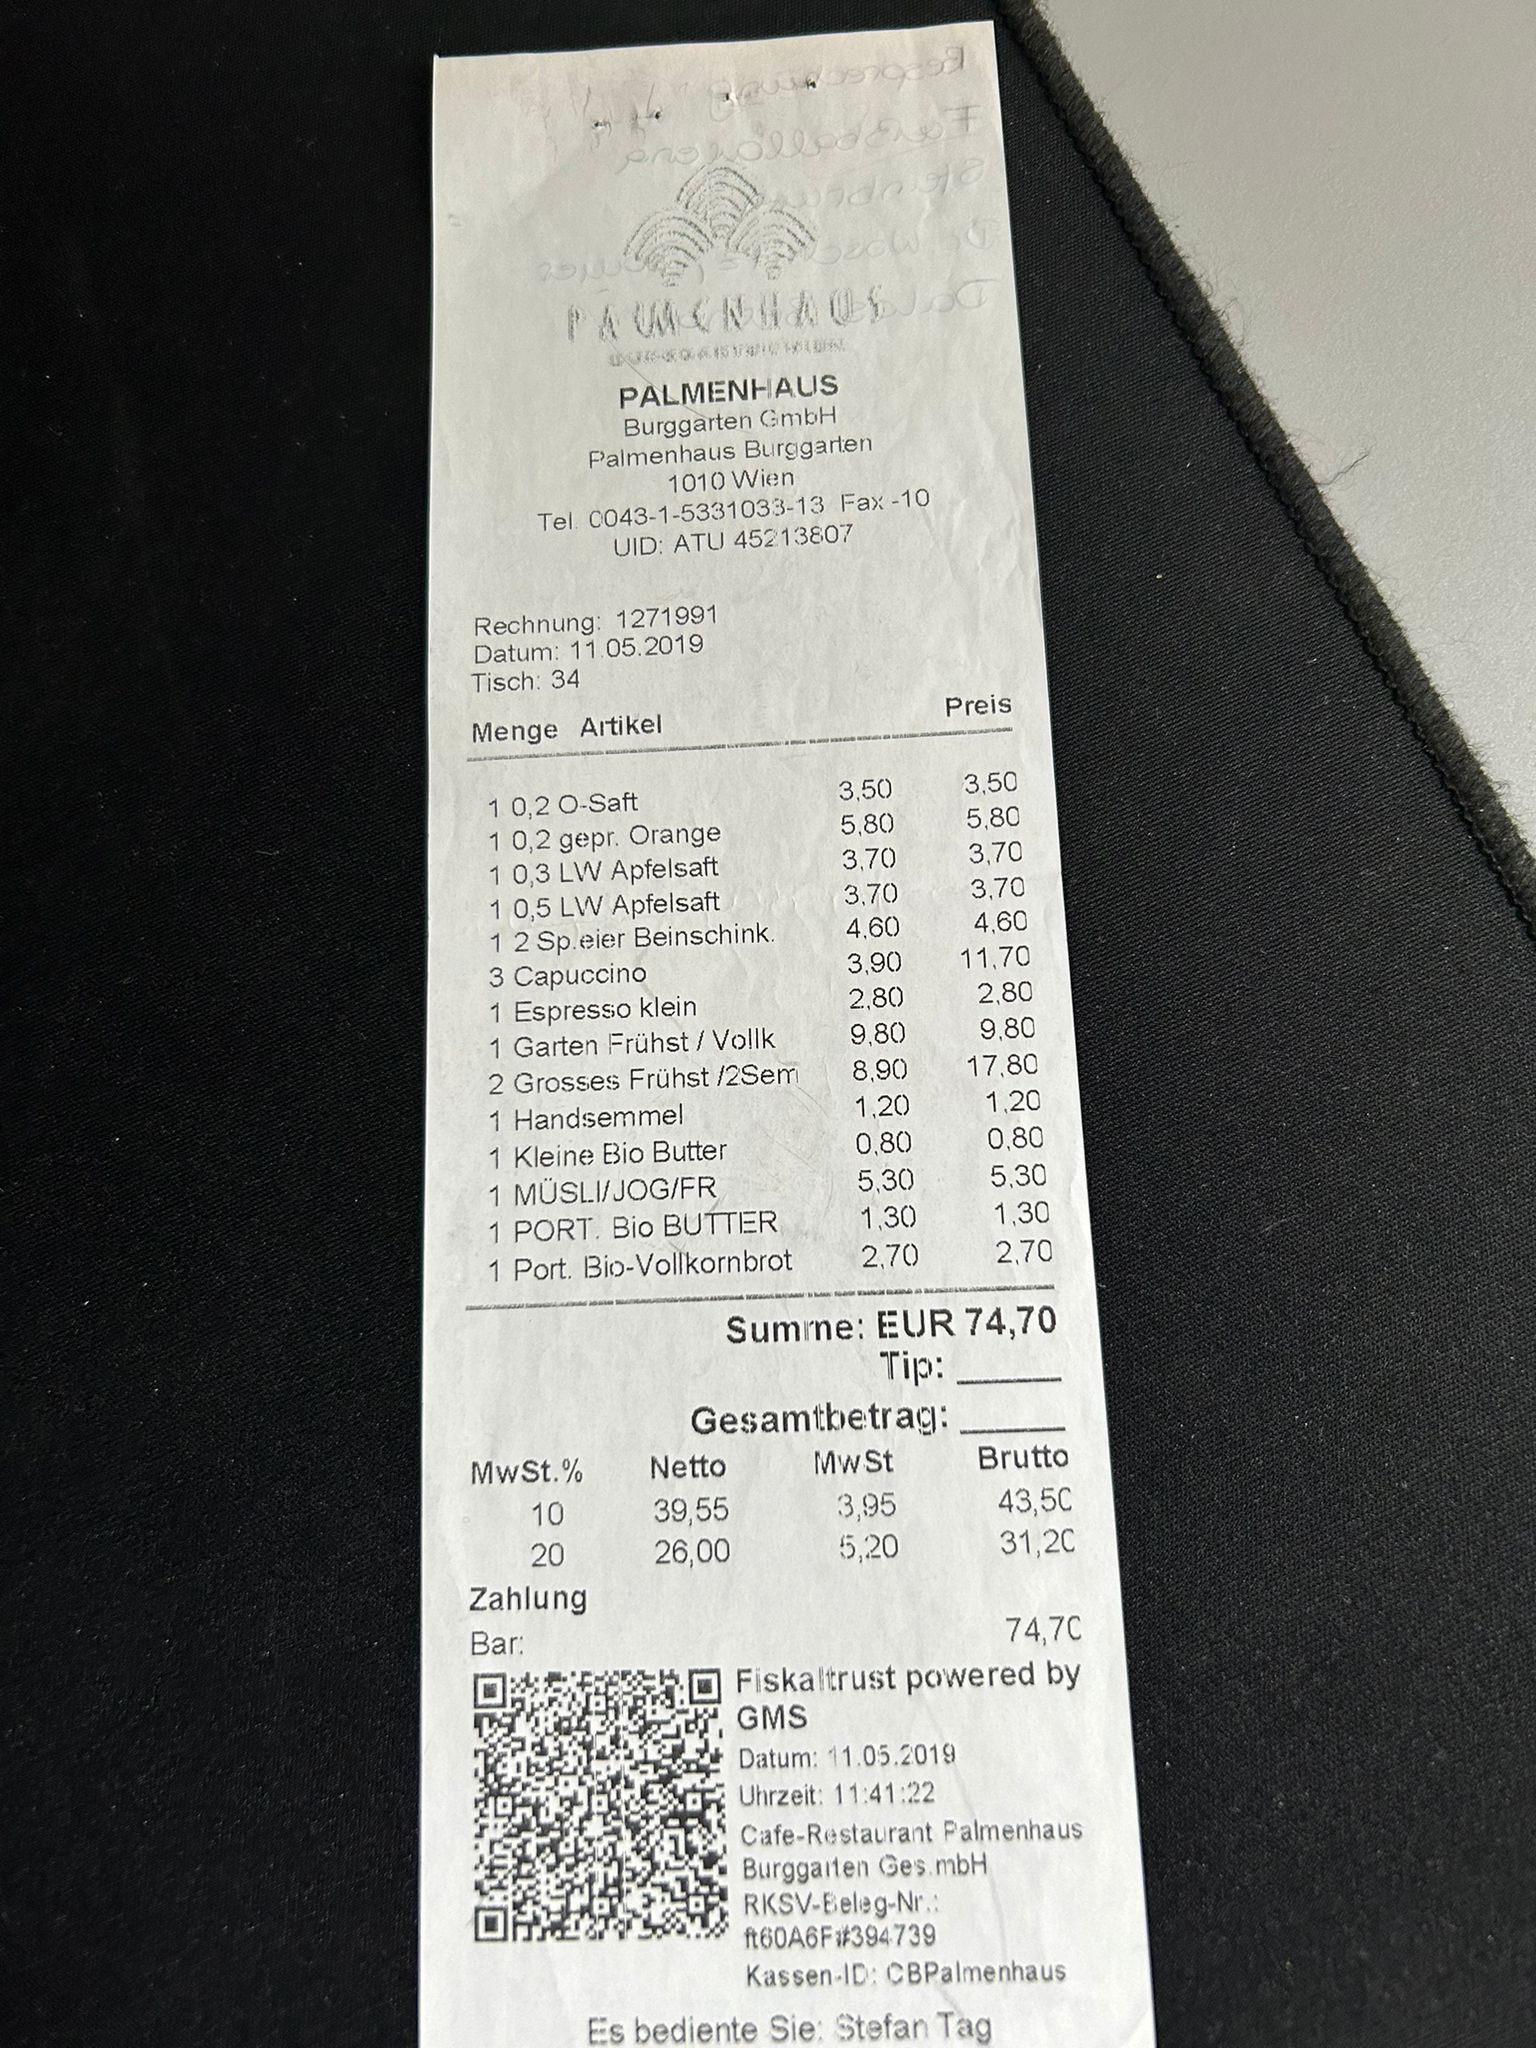 PALMENHAUS
PALMENHAUS
Burggarten GmbH
Palmenhaus Burggarten
1010 Wien
Tel. 0043-1-5331033-13 Fax -10
UID: ATU 45213807
Rechnung: 1271991
Datum: 11.05.2019
Tisch: 34
Menge Artikel Preis
1 0,2 O-Saft 3,50 3,50
1 0,2 gepr. Orange 5,80 5,80
1 0,3 LW Apfelsaft 3,70 3,70
1 0,5 LW Apfelsaft 3,70 3,70
1 2 Sp.eier Beinschink. 4,60 4,60
3 Capuccino 3,90 11,70
1 Espresso klein 2,80 2,80
1 Garten Frühst / Vollk 9,80 9,80
2 Grosses Frühst /2Sem 8,90 17,80
1 Handsemmel 1,20 1,20
1 Kleine Bio Butter 0,80 0,80
1 MÜSLI/JOG/FR 5,30 5,30
1 PORT. Bio BUTTER 1,30 1,30
1 Port. Bio-Vollkornbrot 2,70 2,70
Summe: EUR 74,70
Tip:
Gesamtbetrag:
MwSt.% Netto MwSt Brutto
10 39,55 3,95 43,50
20 26,00 5,20 31,20
Zahlung
Bar: 74,70
Fiskaltrust powered by
GMS
Datum: 11.05.2019
Uhrzeit: 11:41:22
Cafe-Restaurant Palmenhaus
Burggarten Ges.mbH
RKSV-Beleg-Nr.:
ft60A6F#394739
Kassen-ID: CBPalmenhaus
Es bediente Sie: Stefan Tag